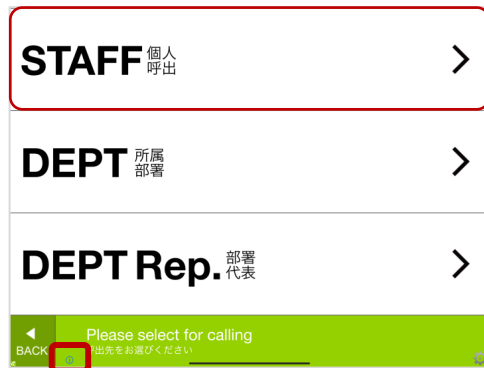 STAFF 個人
呼出
DEPT 所属
部署
DEPT Rep. 部署
代表
BACK
Please select for calling
呼出先をお選びください